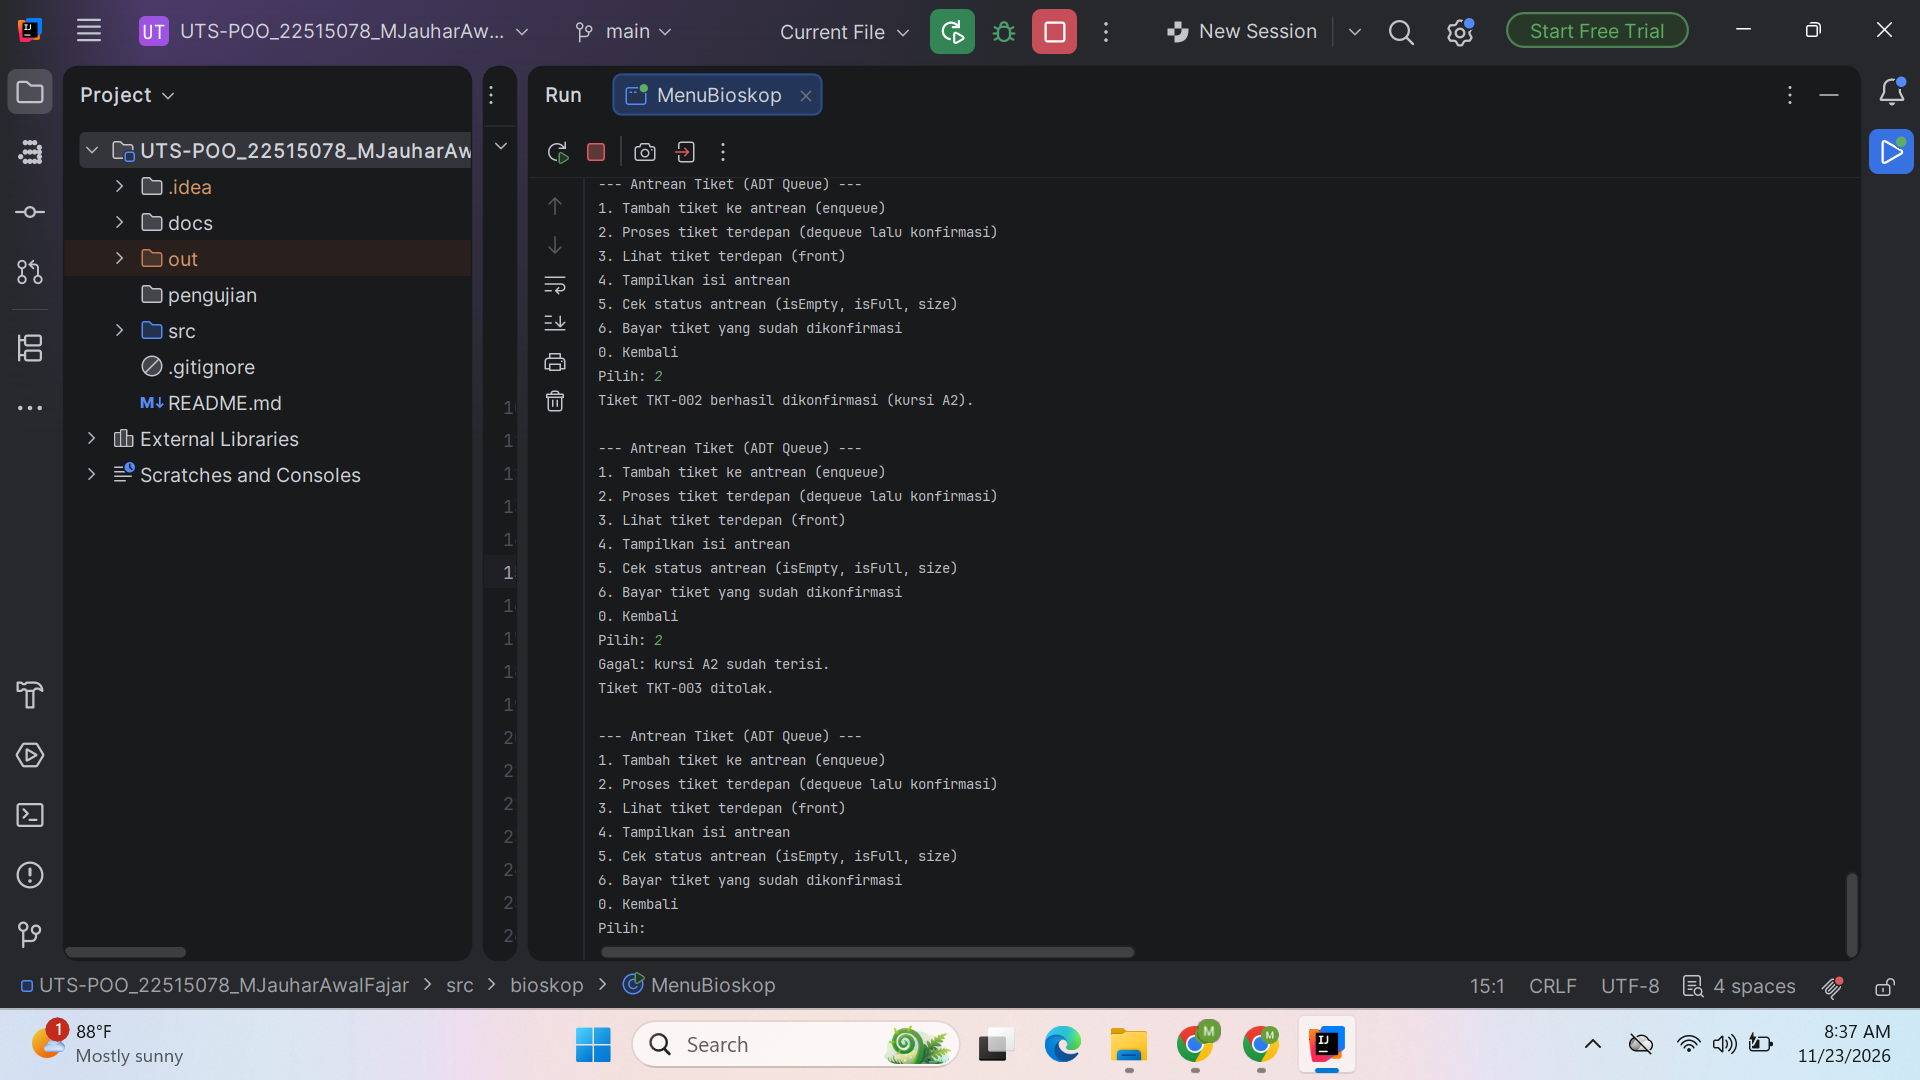 UT UTS-POO_22515078_MJauharAw... main Current File New Session Start Free Trial
Project
Run MenuBioskop
UTS-POO_22515078_MJauharAw
.idea
docs
out
pengujian
src
.gitignore
M↓ README.md
External Libraries
Scratches and Consoles
--- Antrean Tiket (ADT Queue) ---
1. Tambah tiket ke antrean (enqueue)
2. Proses tiket terdepan (dequeue lalu konfirmasi)
3. Lihat tiket terdepan (front)
4. Tampilkan isi antrean
5. Cek status antrean (isEmpty, isFull, size)
6. Bayar tiket yang sudah dikonfirmasi
0. Kembali
Pilih: 2
Tiket TKT-002 berhasil dikonfirmasi (kursi A2).
--- Antrean Tiket (ADT Queue) ---
1. Tambah tiket ke antrean (enqueue)
2. Proses tiket terdepan (dequeue lalu konfirmasi)
3. Lihat tiket terdepan (front)
4. Tampilkan isi antrean
5. Cek status antrean (isEmpty, isFull, size)
6. Bayar tiket yang sudah dikonfirmasi
0. Kembali
Pilih: 2
Gagal: kursi A2 sudah terisi.
Tiket TKT-003 ditolak.
--- Antrean Tiket (ADT Queue) ---
1. Tambah tiket ke antrean (enqueue)
2. Proses tiket terdepan (dequeue lalu konfirmasi)
3. Lihat tiket terdepan (front)
4. Tampilkan isi antrean
5. Cek status antrean (isEmpty, isFull, size)
6. Bayar tiket yang sudah dikonfirmasi
0. Kembali
Pilih:
UTS-POO_22515078_MJauharAwalFajar > src > bioskop > MenuBioskop 15:1 CRLF UTF-8 4 spaces
1 88°F
Mostly sunny
Search
M M IJ
8:37 AM
11/23/2026